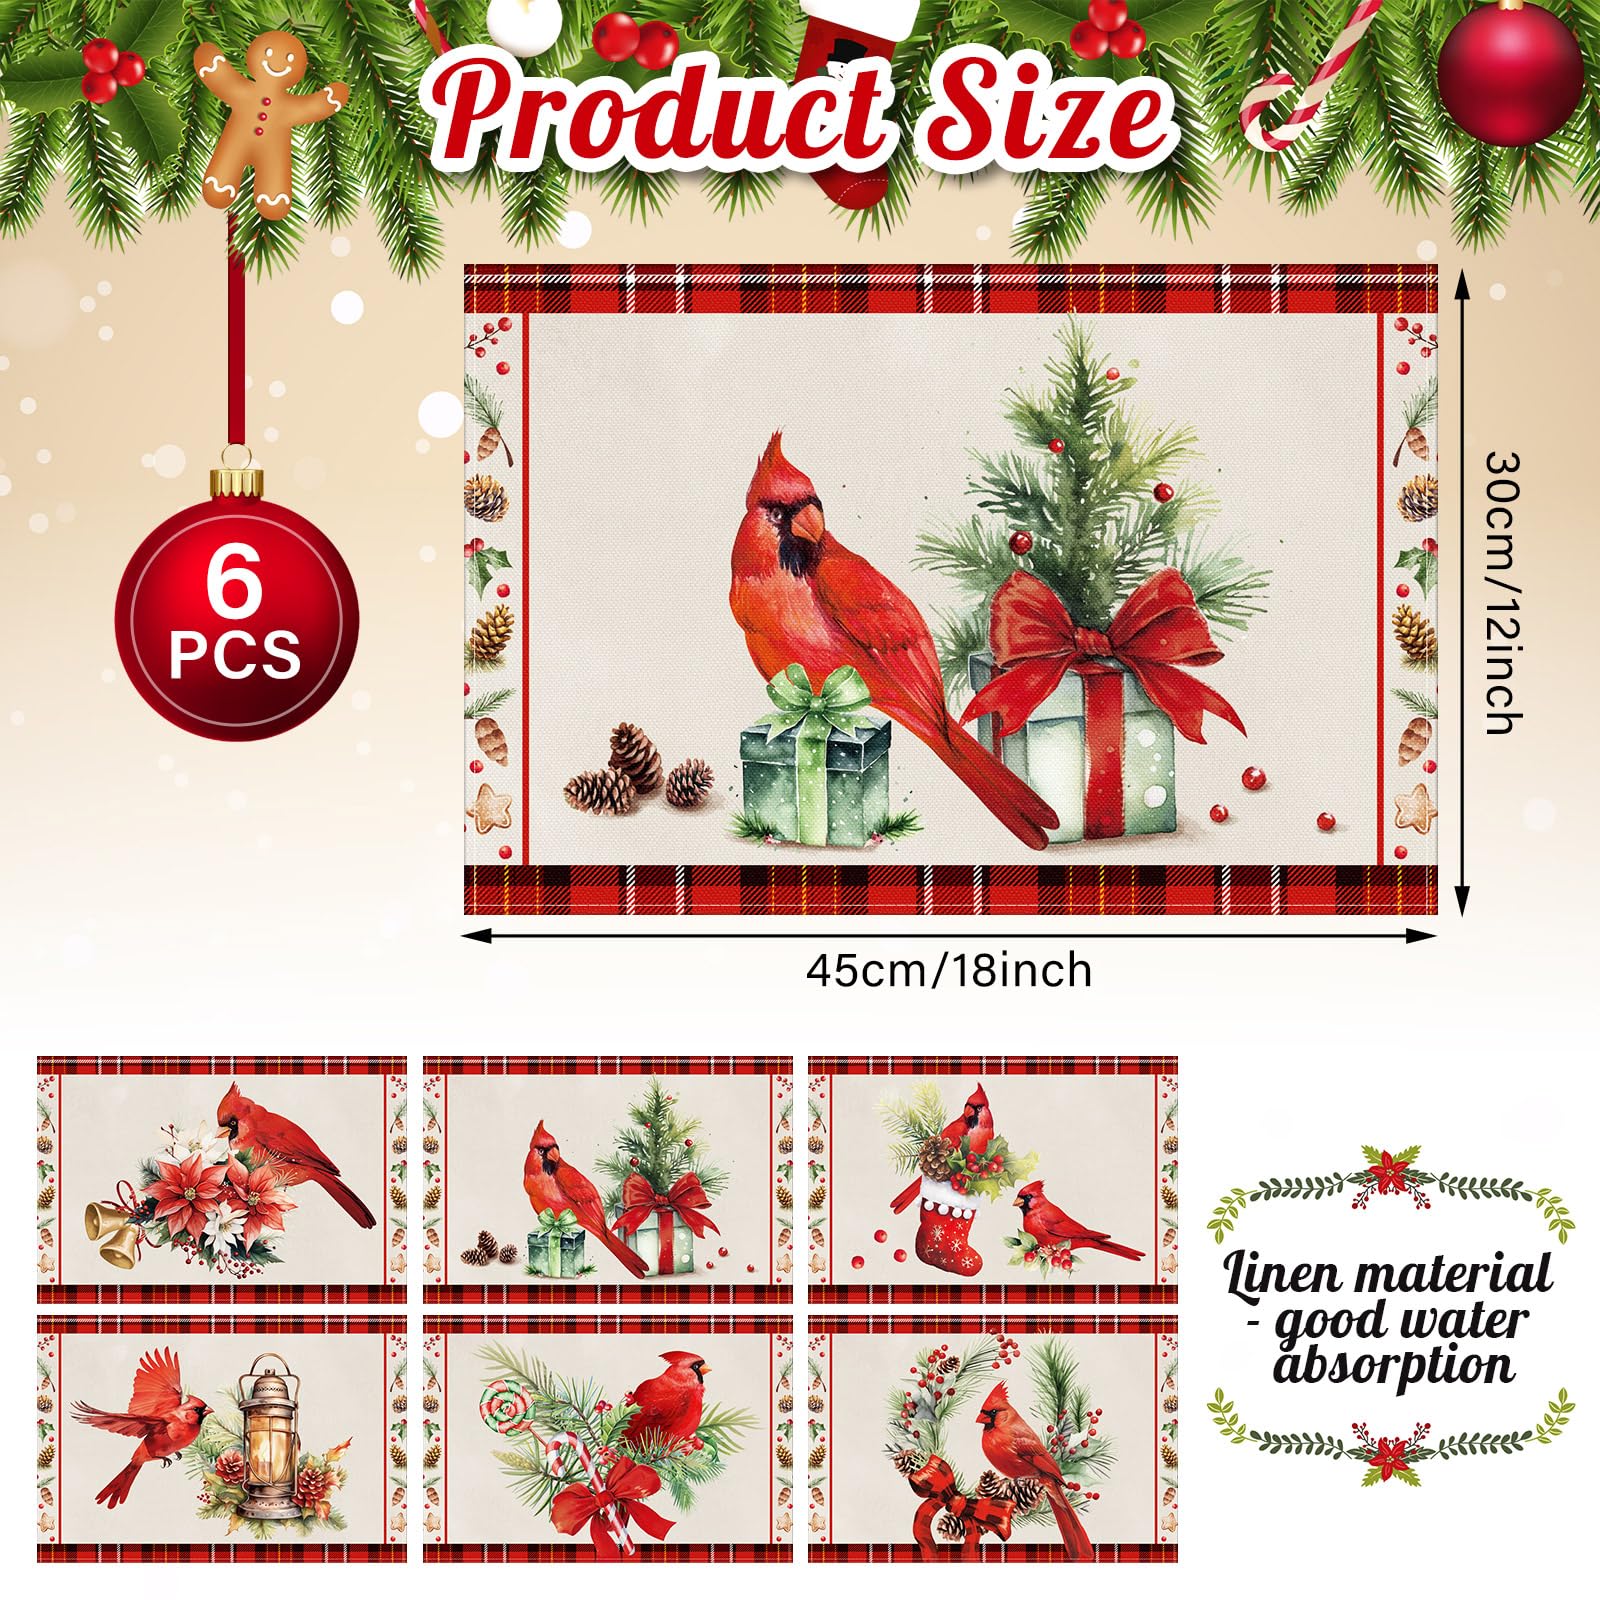 Product Size
6
PCS
30cm/12inch
45cm/18inch
Linen material
- good water
absorption